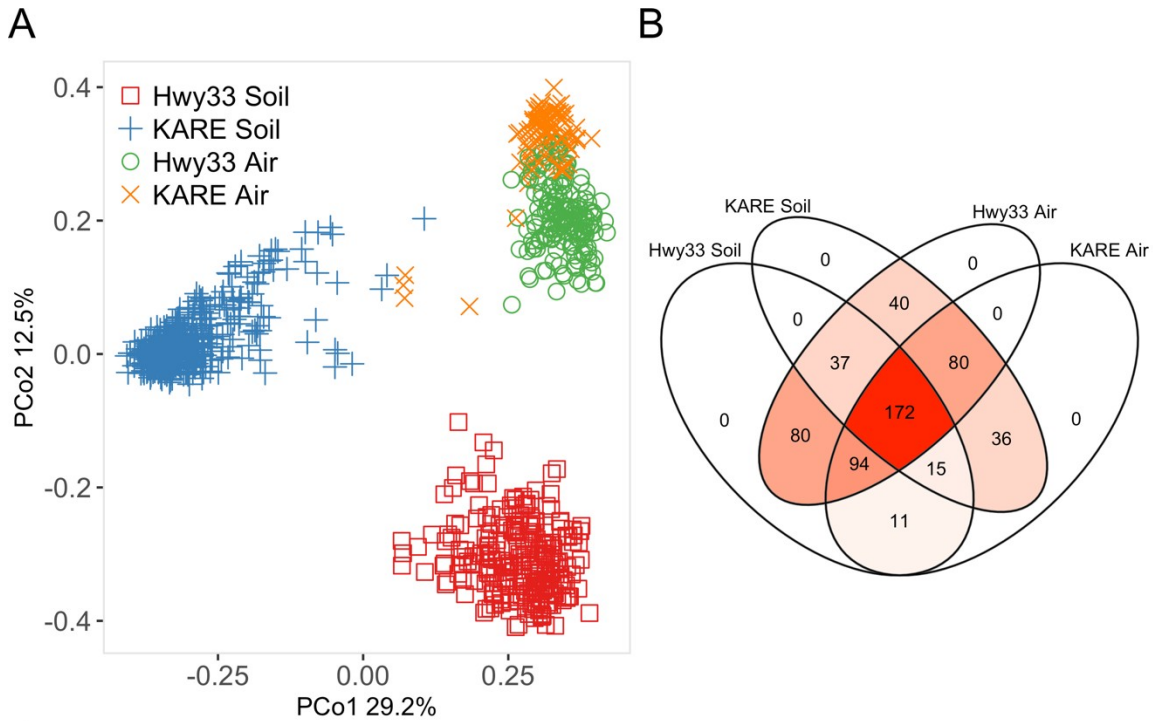 A
B
0.4
0.2
0.0
-0.2
-0.4
PCo2 12.5%
Hwy33 Soil
KARE Soil
Hwy33 Air
KARE Air
-0.25
0.00
0.25
PCo1 29.2%
KARE Soil
Hwy33 Air
Hwy33 Soil
KARE Air
0
0
40
0
0
37
80
0
172
0
80
36
94
15
11